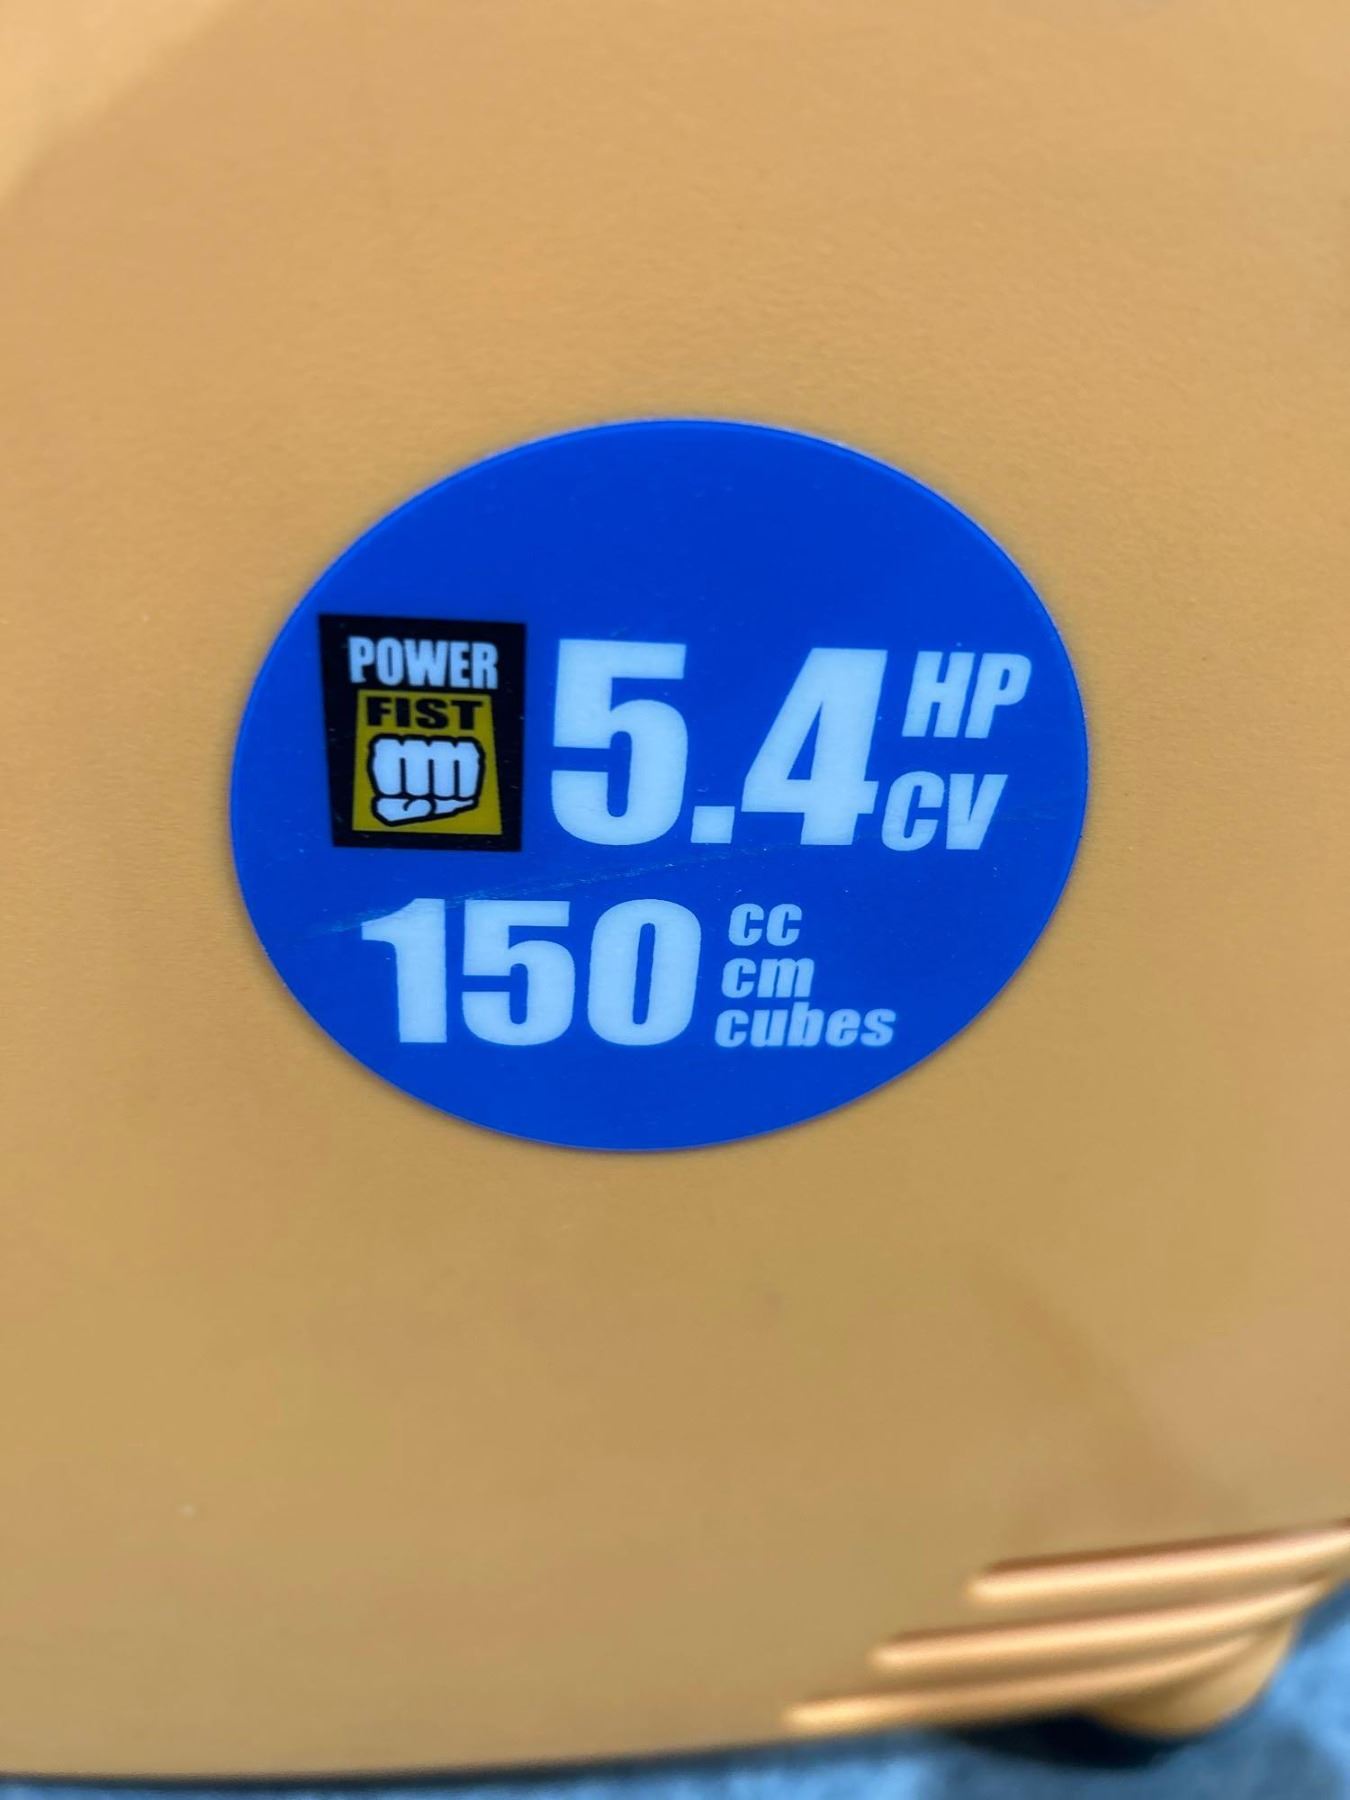 POWER
FIST
5.4 HP
CV
150 cc
cm
cubes